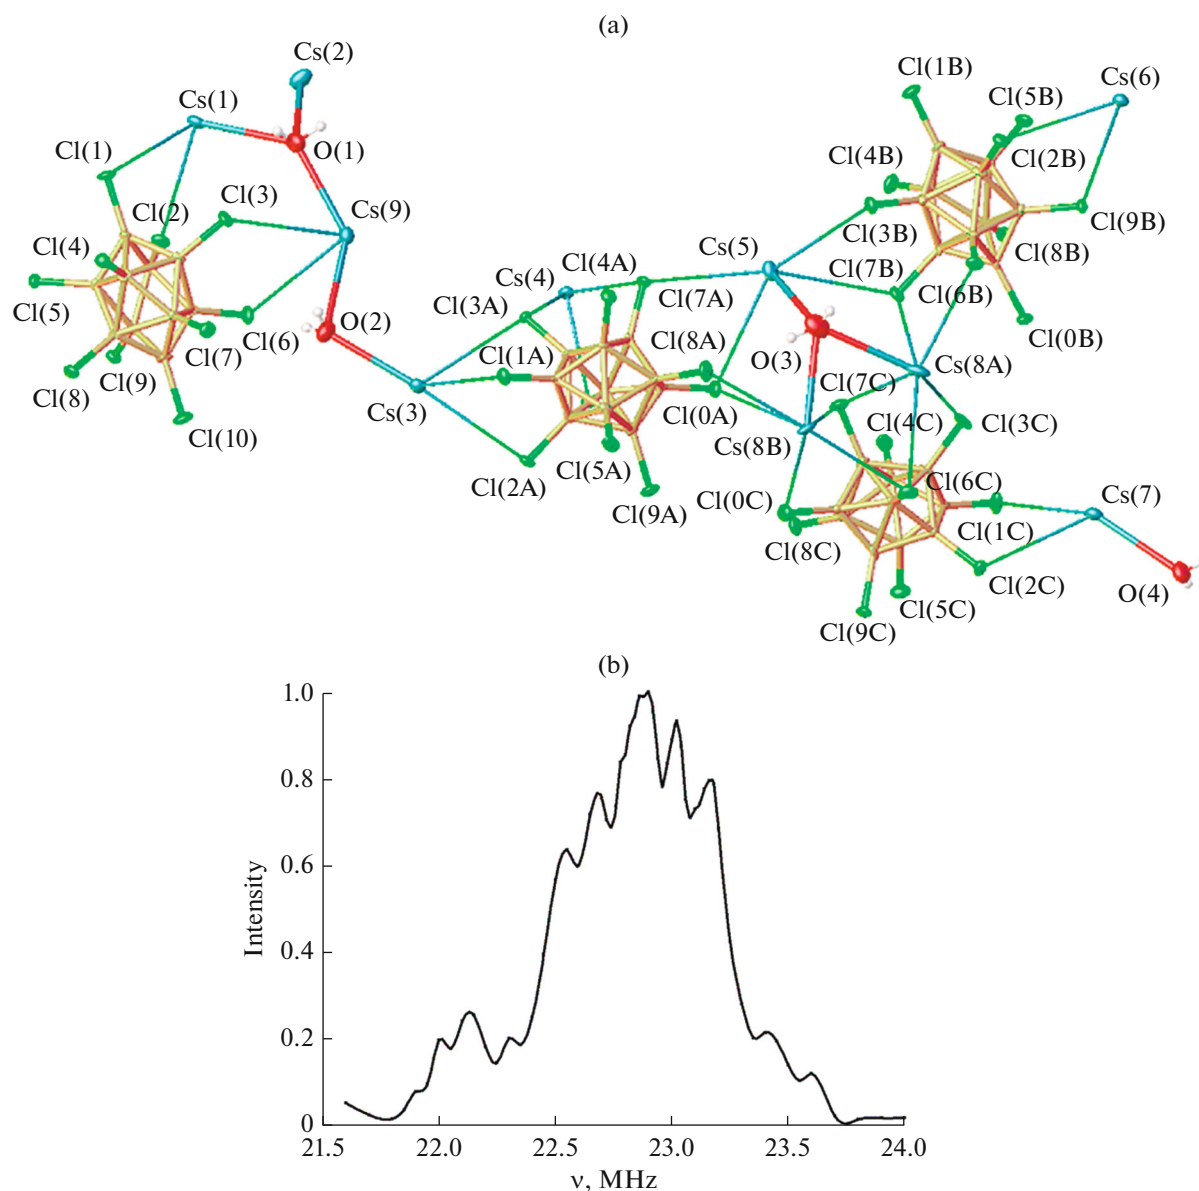 (a)
Cs(2)
Cs(1)
O(1)
Cl(1)
Cl(3)
Cl(2)
Cs(9)
Cl(4)
Cl(5)
O(2)
Cl(6)
Cl(7)
Cl(8)
Cl(9)
Cl(10)
Cs(3)
Cs(4)
Cl(4A)
Cl(3A)
Cl(7A)
Cl(1A)
Cl(8A)
Cl(0A)
Cl(2A)
Cl(5A)
Cl(9A)
Cs(5)
O(3)
Cl(1B)
Cl(5B)
Cs(6)
Cl(4B)
Cl(2B)
Cl(3B)
Cl(9B)
Cl(8B)
Cl(7B)
Cl(6B)
Cl(0B)
Cs(8A)
Cl(7C)
Cs(8B)
Cl(4C)
Cl(3C)
Cl(0C)
Cl(6C)
Cs(7)
Cl(8C)
Cl(1C)
Cl(2C)
Cl(5C)
Cl(9C)
O(4)
(b)
1.0
0.8
0.6
0.4
0.2
0
Intensity
21.5 22.0 22.5 23.0 23.5 24.0
ν, MHz